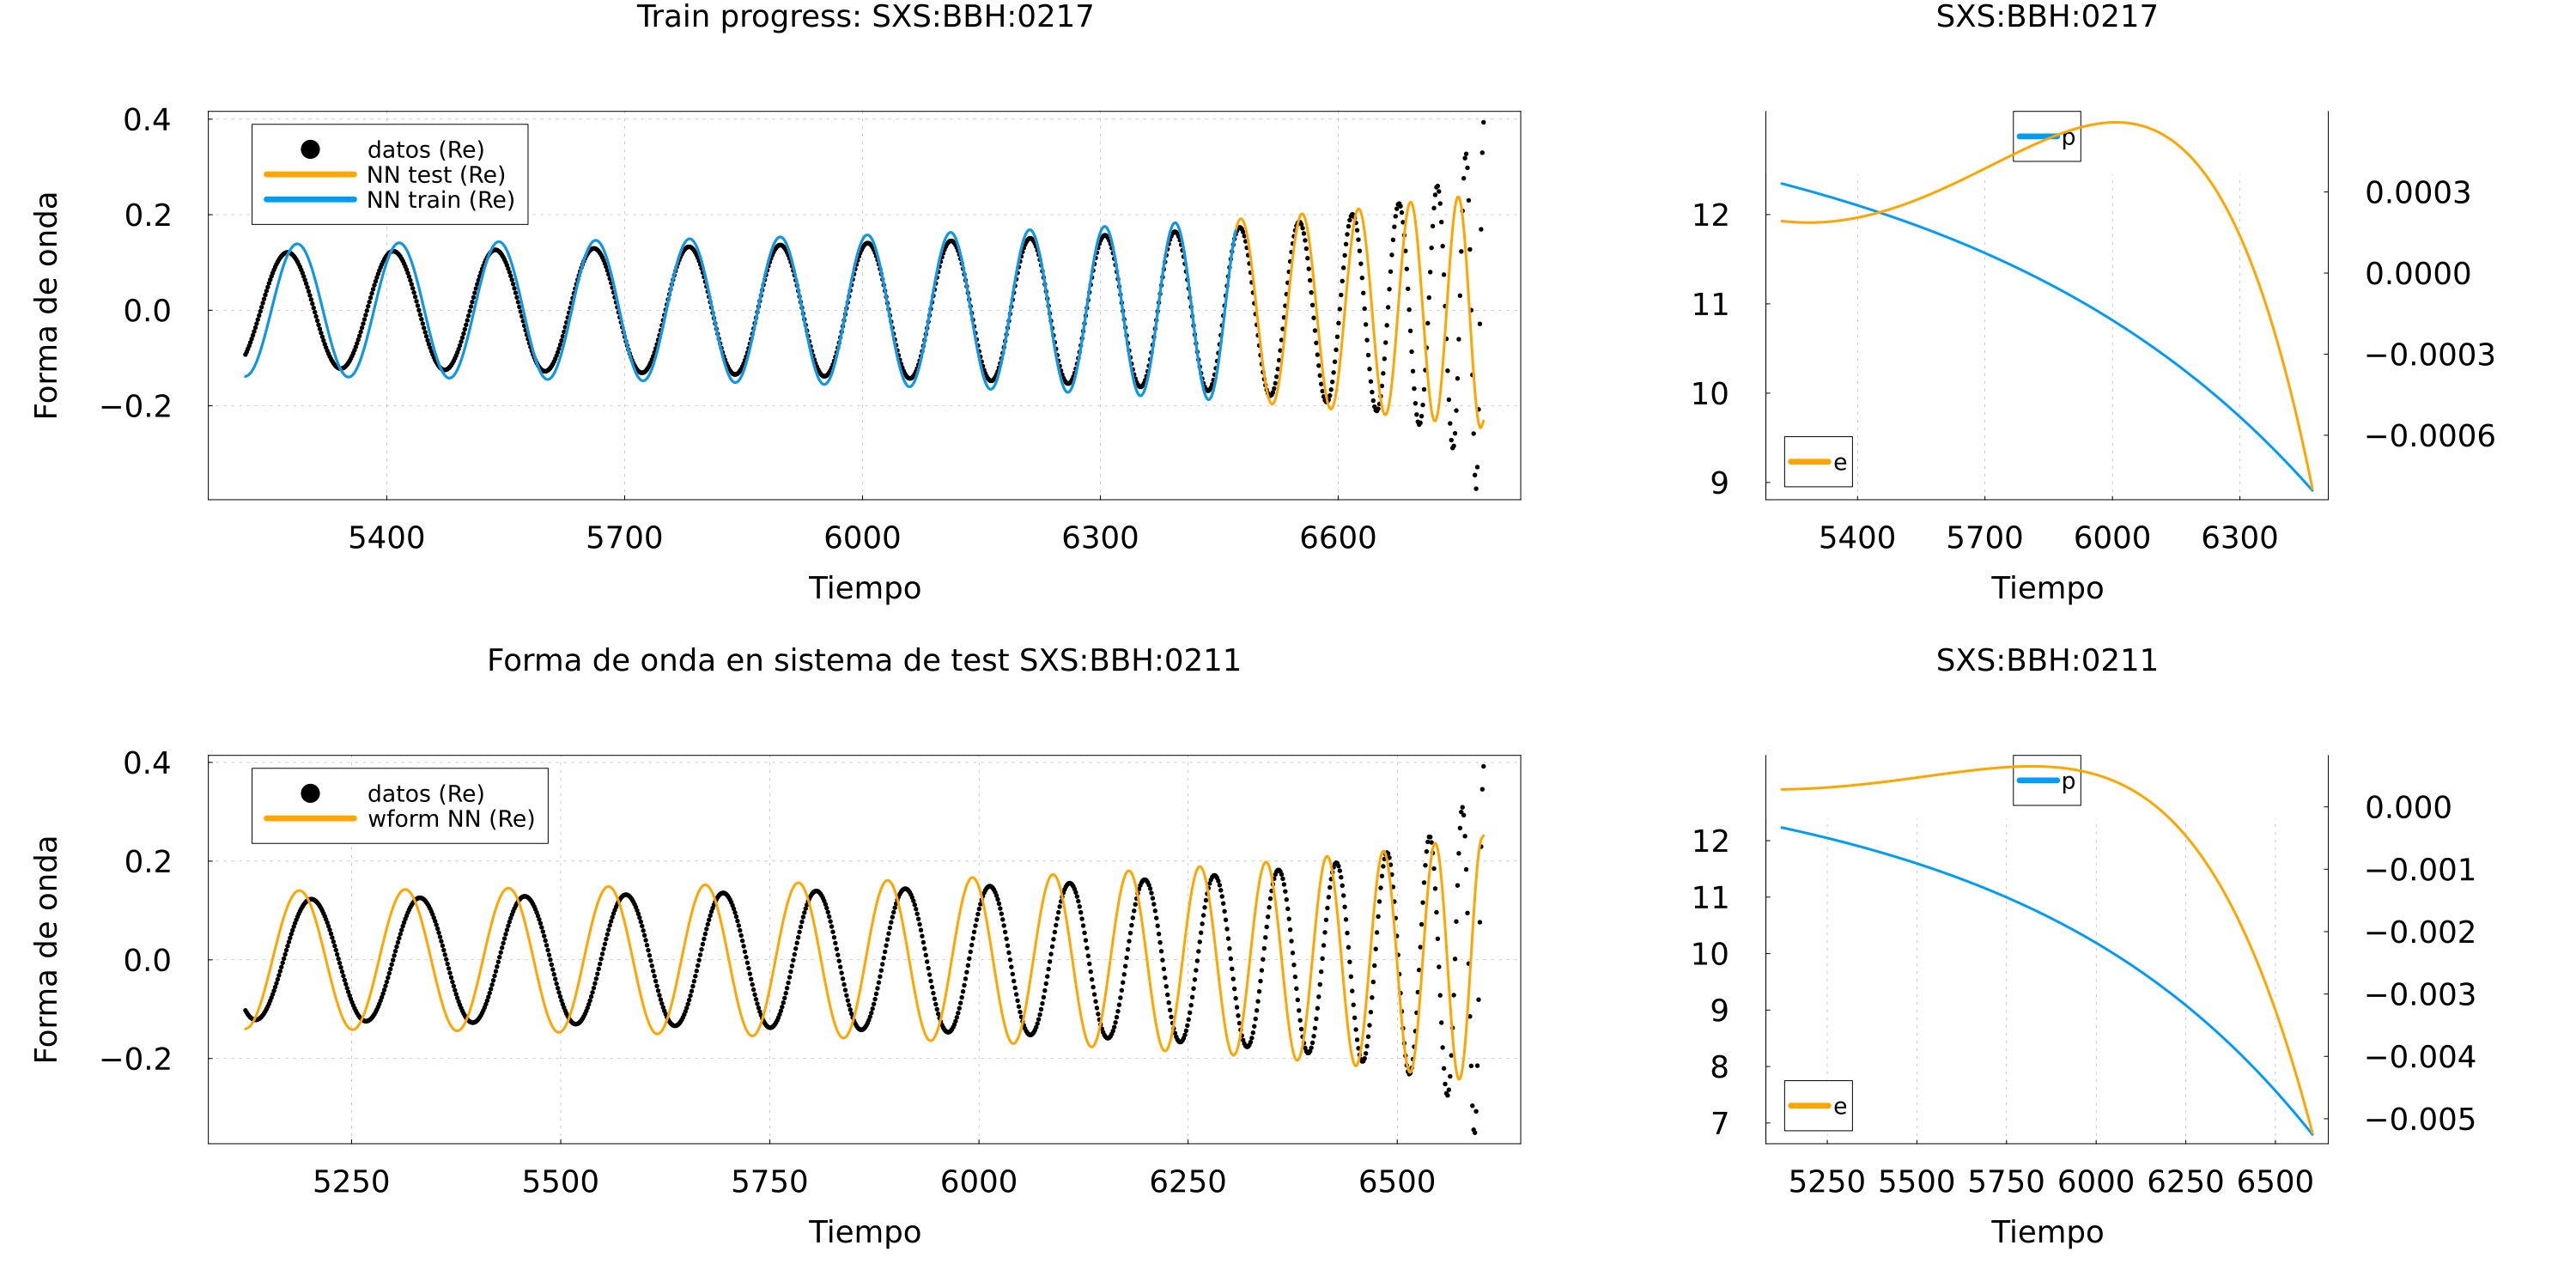 Train progress: SXS:BBH:0217
Forma de onda
0.4
0.2
0.0
−0.2
datos (Re)
NN test (Re)
NN train (Re)
5400 5700 6000 6300 6600
Tiempo
SXS:BBH:0217
12
11
10
9
p
e
0.0003
0.0000
−0.0003
−0.0006
5400 5700 6000 6300
Tiempo
Forma de onda en sistema de test SXS:BBH:0211
Forma de onda
0.4
0.2
0.0
−0.2
datos (Re)
wform NN (Re)
5250 5500 5750 6000 6250 6500
Tiempo
SXS:BBH:0211
12
11
10
9
8
7
p
e
0.000
−0.001
−0.002
−0.003
−0.004
−0.005
5250 5500 5750 6000 6250 6500
Tiempo